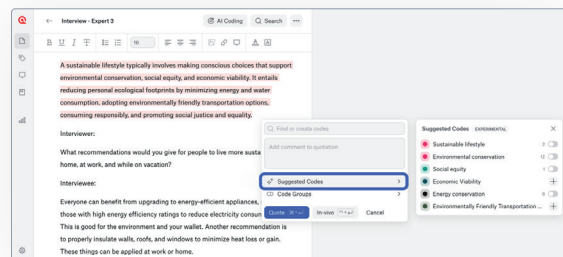 Interview - Expert 3
AI Coding
Search
B U I T
16
A sustainable lifestyle typically involves making conscious choices that support
environmental conservation, social equity, and economic viability. It entails
reducing personal ecological footprints by minimizing energy and water
consumption, adopting environmentally friendly transportation options,
consuming responsibly, and promoting social justice and equality.
Interviewer:
What recommendations would you give for people to live more susta
home, at work, and while on vacation?
Interviewee:
Everyone can benefit from upgrading to energy-efficient appliances,
those with high energy efficiency ratings to reduce electricity consun
This is good for the environment and your wallet. Another recommendation is
to properly insulate walls, roofs, and windows to minimize heat loss or gain.
These things can be applied at work or home.
Find or create codes
Add comment to quotation
Suggested Codes
Code Groups
Quote
In-vivo
Cancel
Suggested Codes EXPERIMENTAL
Sustainable lifestyle 2
Environmental conservation 12
Social equity 1
Economic Viability
Energy conservation
Environmentally Friendly Transportation ...